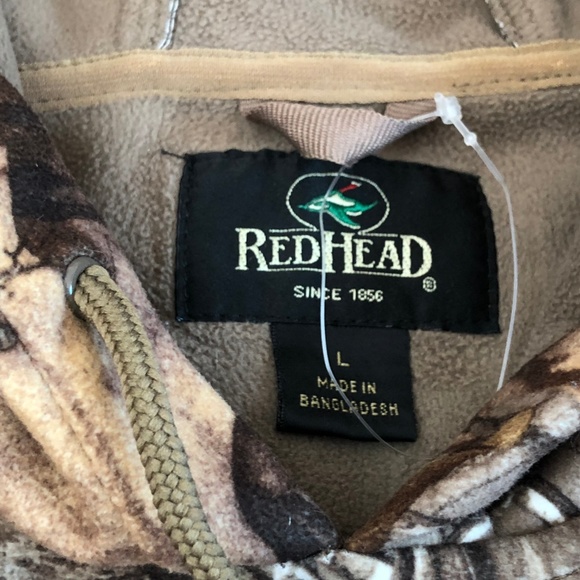 REDHEAD®
SINCE 1856
L
MADE IN
BANGLADESH